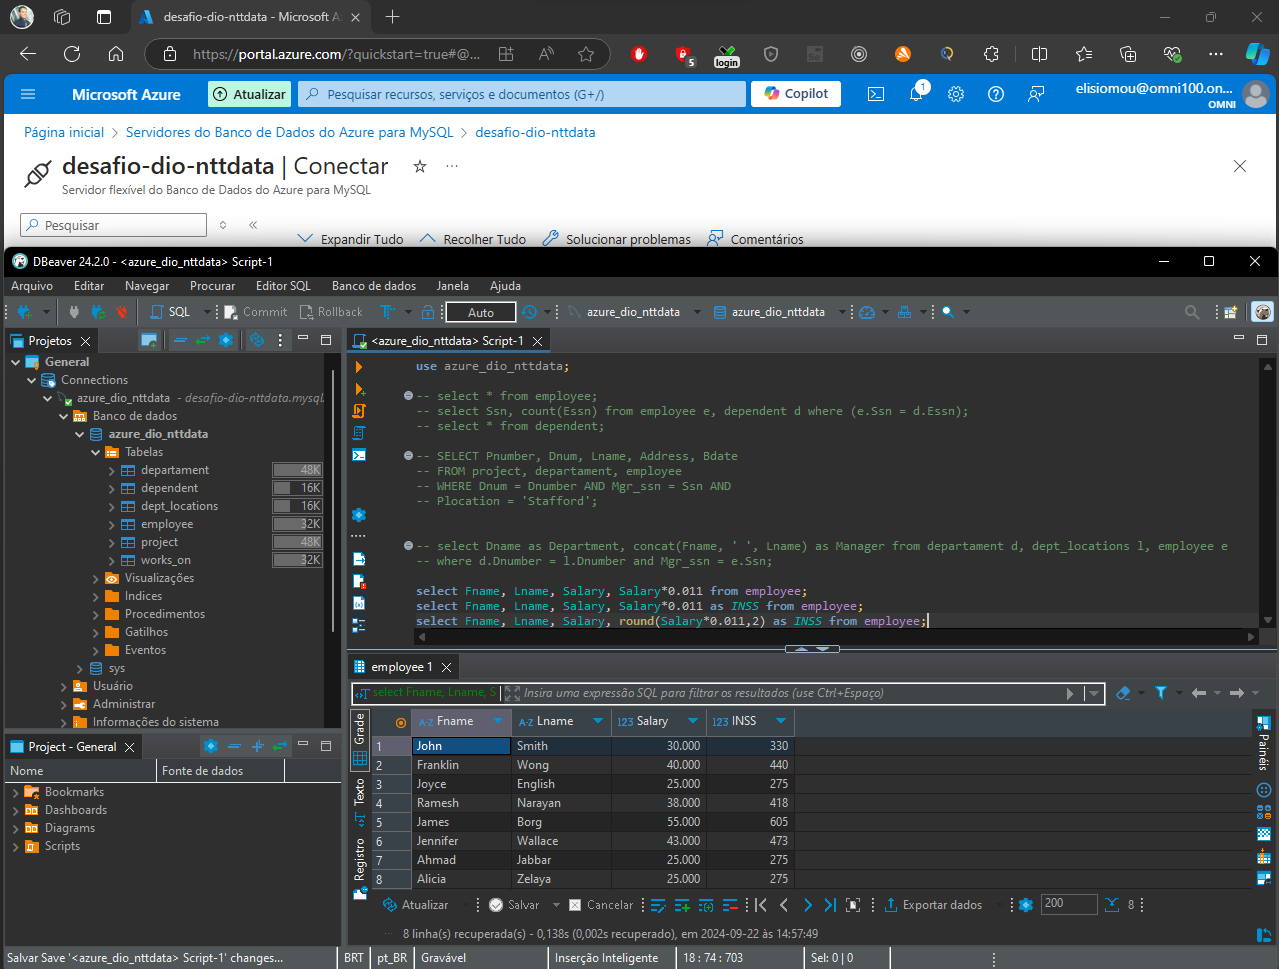 desafio-dio-nttdata - Microsoft A
https://portal.azure.com/?quickstart=true#@...
5
login
Microsoft Azure
Atualizar
Pesquisar recursos, serviços e documentos (G+/)
Copilot
1
elisiomou@omni100.on...
OMNI
Página inicial > Servidores do Banco de Dados do Azure para MySQL > desafio-dio-nttdata
desafio-dio-nttdata | Conectar
Servidor flexível do Banco de Dados do Azure para MySQL
Pesquisar
Expandir Tudo
Recolher Tudo
Solucionar problemas
Comentários
DBeaver 24.2.0 - <azure_dio_nttdata> Script-1
Arquivo Editar Navegar Procurar Editor SQL Banco de dados Janela Ajuda
SQL Commit Rollback Auto azure_dio_nttdata azure_dio_nttdata
Projetos
General
Connections
azure_dio_nttdata - desafio-dio-nttdata.mysql.
Banco de dados
azure_dio_nttdata
Tabelas
departament 48K
dependent 16K
dept_locations 16K
employee 32K
project 48K
works_on 32K
Visualizações
Indices
Procedimentos
Gatilhos
Eventos
sys
Usuário
Administrar
Informações do sistema
Project - General
Nome Fonte de dados
Bookmarks
Dashboards
Diagrams
Scripts
<azure_dio_nttdata> Script-1
use azure_dio_nttdata;
-- select * from employee;
-- select Ssn, count(Essn) from employee e, dependent d where (e.Ssn = d.Essn);
-- select * from dependent;
-- SELECT Pnumber, Dnum, Lname, Address, Bdate
-- FROM project, departament, employee
-- WHERE Dnum = Dnumber AND Mgr_ssn = Ssn AND
-- Plocation = 'Stafford';
-- select Dname as Department, concat(Fname, ' ', Lname) as Manager from departament d, dept_locations l, employee e
-- where d.Dnumber = l.Dnumber and Mgr_ssn = e.Ssn;
select Fname, Lname, Salary, Salary*0.011 from employee;
select Fname, Lname, Salary, Salary*0.011 as INSS from employee;
select Fname, Lname, Salary, round(Salary*0.011,2) as INSS from employee;
employee 1
select Fname, Lname, S
Insira uma expressão SQL para filtrar os resultados (use Ctrl+Espaço)
Grade
Texto
Registro
Painéis
A-Z Fname A-Z Lname 123 Salary 123 INSS
1 John Smith 30.000 330
2 Franklin Wong 40.000 440
3 Joyce English 25.000 275
4 Ramesh Narayan 38.000 418
5 James Borg 55.000 605
6 Jennifer Wallace 43.000 473
7 Ahmad Jabbar 25.000 275
8 Alicia Zelaya 25.000 275
Atualizar Salvar Cancelar Exportar dados 200 8
8 linha(s) recuperada(s) - 0,138s (0,002s recuperado), em 2024-09-22 às 14:57:49
Salvar Save '<azure_dio_nttdata> Script-1' changes... BRT pt_BR Gravável Inserção Inteligente 18 : 74 : 703 Sel: 0 | 0